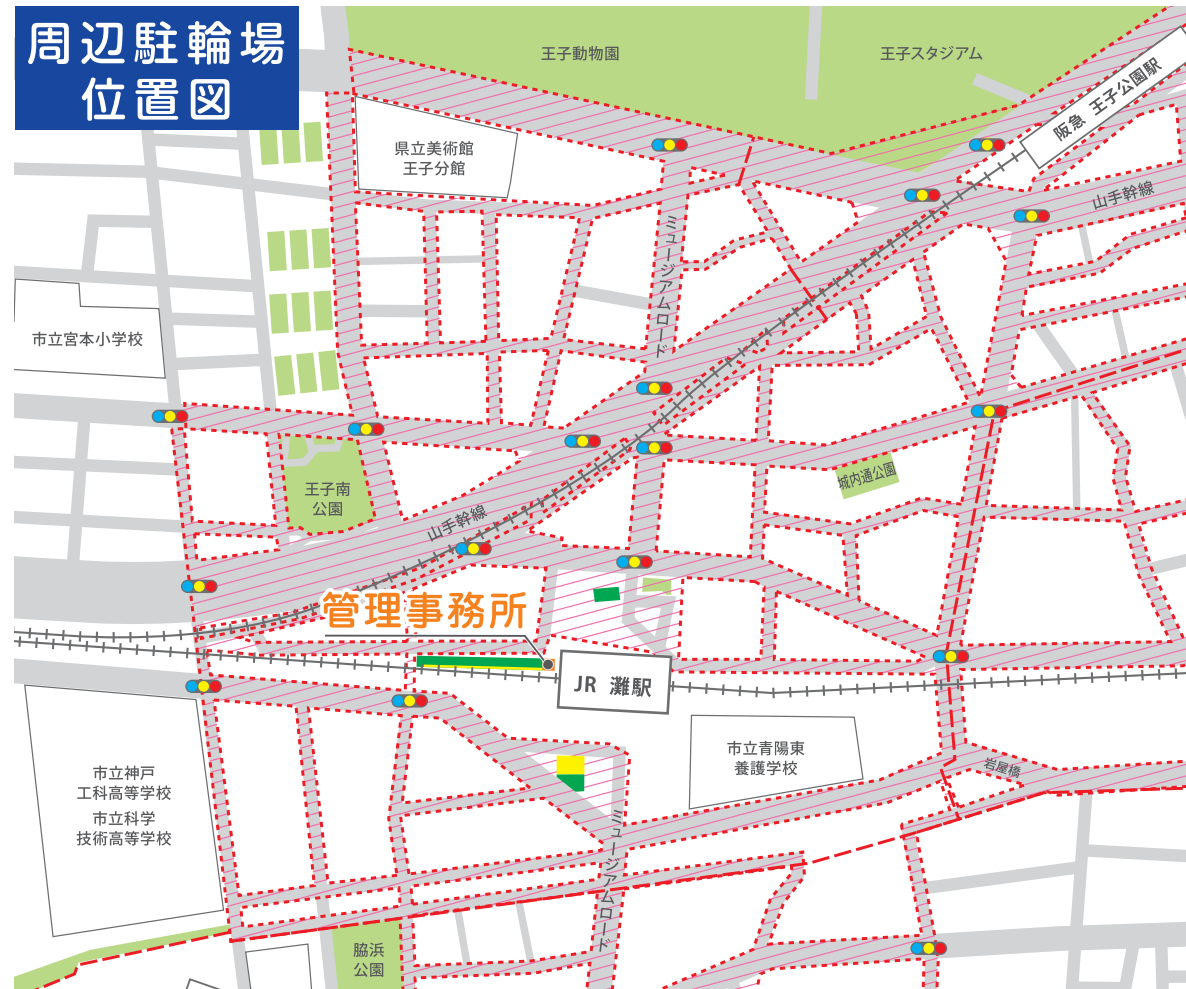 周辺駐輪場
位置図
王子動物園
王子スタジアム
阪急 王子公園駅
県立美術館
王子分館
山手幹線
ミュージアムロード
市立宮本小学校
城内通公園
王子南
公園
山手幹線
管理事務所
JR 灘駅
市立青陽東
養護学校
岩屋橋
市立神戸
工科高等学校
市立科学
技術高等学校
ミュージアムロード
脇浜
公園